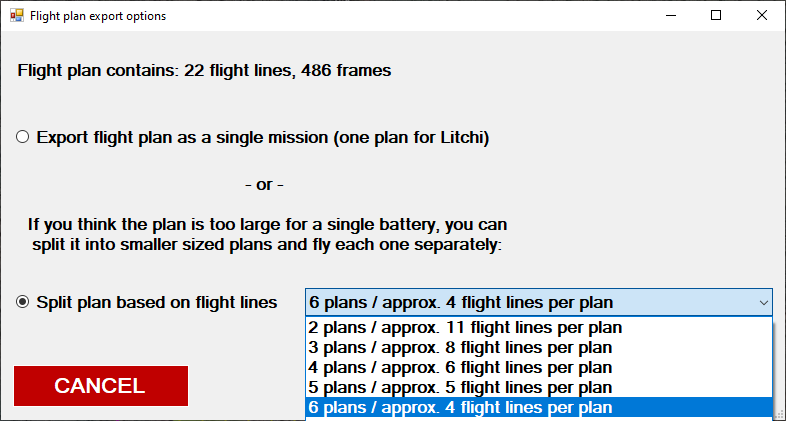 Flight plan export options
Flight plan contains: 22 flight lines, 486 frames
Export flight plan as a single mission (one plan for Litchi)
- or -
If you think the plan is too large for a single battery, you can
split it into smaller sized plans and fly each one separately:
Split plan based on flight lines
6 plans / approx. 4 flight lines per plan
2 plans / approx. 11 flight lines per plan
3 plans / approx. 8 flight lines per plan
4 plans / approx. 6 flight lines per plan
5 plans / approx. 5 flight lines per plan
6 plans / approx. 4 flight lines per plan
CANCEL